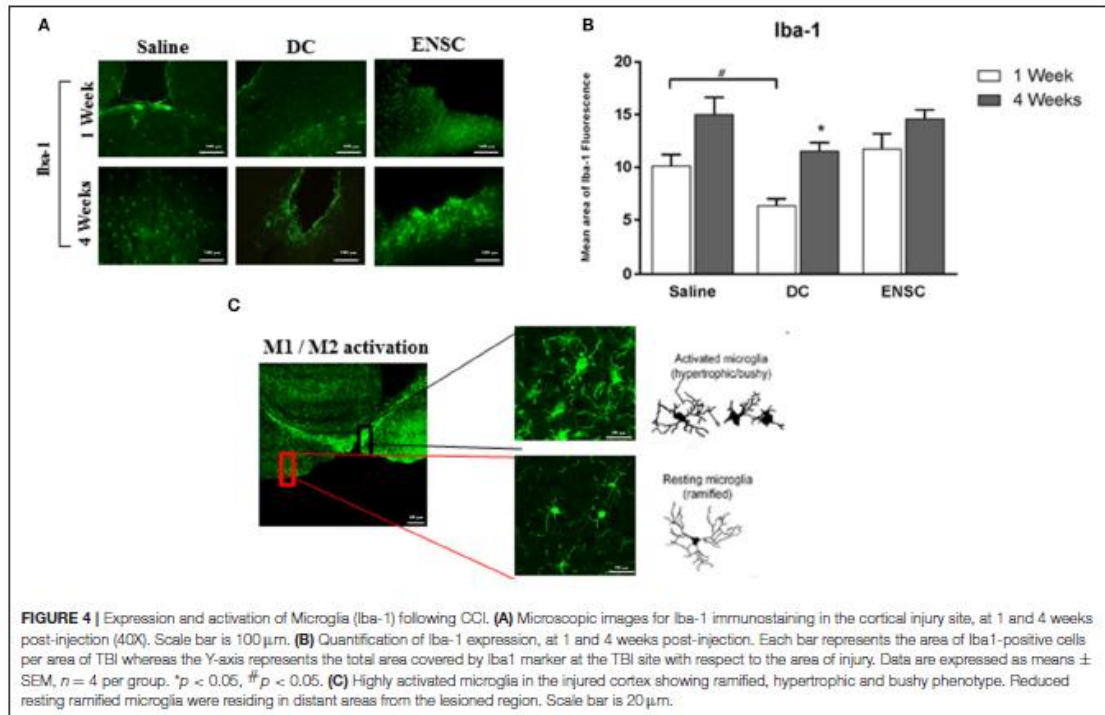 A
Saline DC ENSC
Iba-1
1 Week
4 Weeks
B
Iba-1
Mean area of Iba-1 Fluorescence
20
15
10
5
0
#
*
1 Week
4 Weeks
Saline DC ENSC
C
M1 / M2 activation
Activated microglia
(hypertrophic/bushy)
Resting microglia
(ramified)
FIGURE 4 | Expression and activation of Microglia (Iba-1) following CCI. (A) Microscopic images for Iba-1 immunostaining in the cortical injury site, at 1 and 4 weeks
post-injection (40X). Scale bar is 100 μm. (B) Quantification of Iba-1 expression, at 1 and 4 weeks post-injection. Each bar represents the area of Iba1-positive cells
per area of TBI whereas the Y-axis represents the total area covered by Iba1 marker at the TBI site with respect to the area of injury. Data are expressed as means ±
SEM, n = 4 per group. *p < 0.05, #p < 0.05. (C) Highly activated microglia in the injured cortex showing ramified, hypertrophic and bushy phenotype. Reduced
resting ramified microglia were residing in distant areas from the lesioned region. Scale bar is 20 μm.